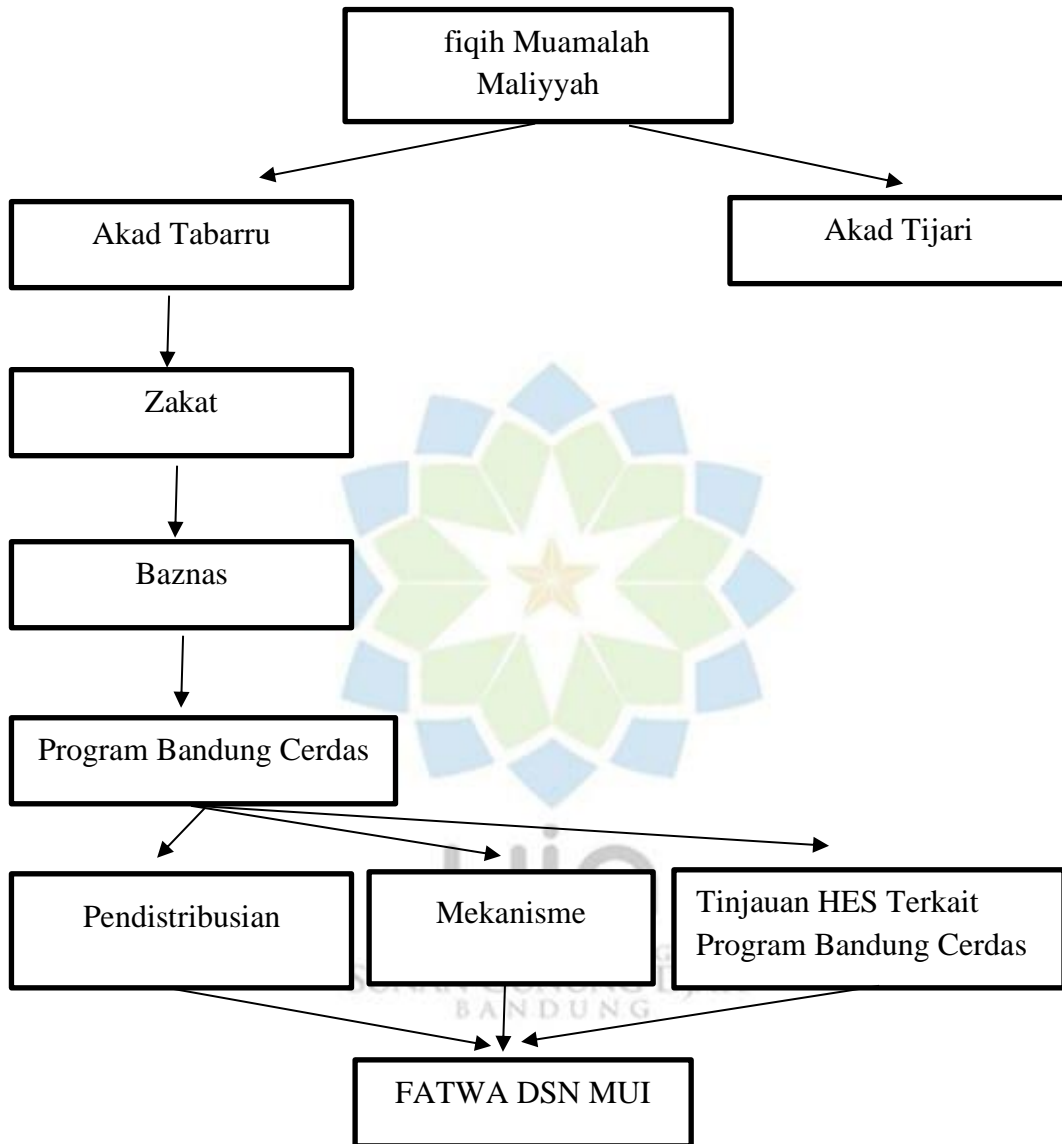 fiqih Muamalah
Maliyyah
Akad Tabarru
Akad Tijari
Zakat
Baznas
Program Bandung Cerdas
Pendistribusian
Mekanisme
Tinjauan HES Terkait
Program Bandung Cerdas
BANDUNG
FATWA DSN MUI